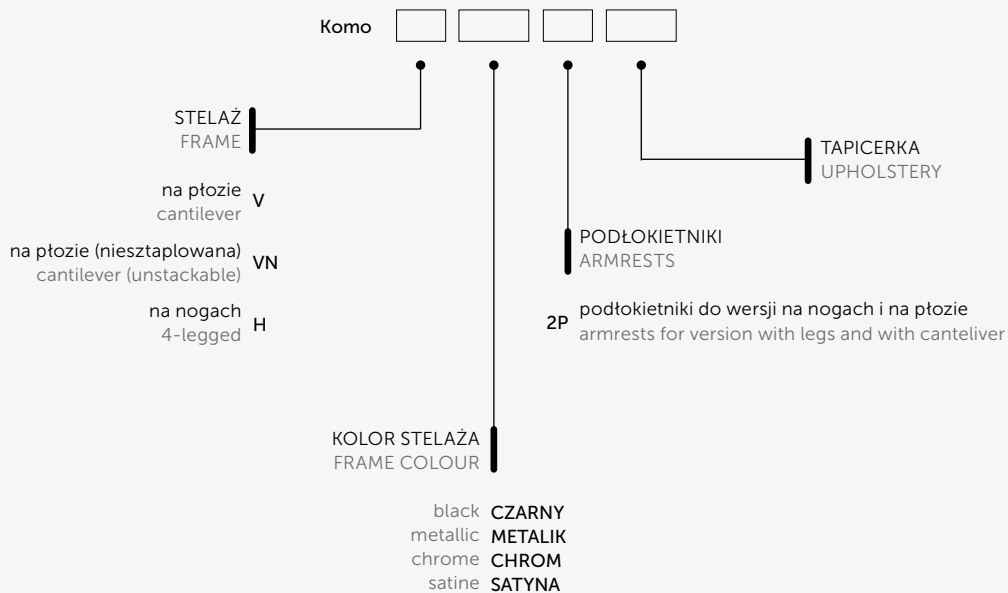 Komo
STELAŻ
FRAME
na płozie
cantilever
V
na płozie (niesztaplowana)
cantilever (unstackable)
VN
na nogach
4-legged
H
KOLOR STELAŻA
FRAME COLOUR
black CZARNY
metallic METALIK
chrome CHROM
satine SATYNA
PODŁOKIETNIKI
ARMRESTS
2P
podłokietniki do wersji na nogach i na płozie
armrests for version with legs and with canteliver
TAPICERKA
UPHOLSTERY